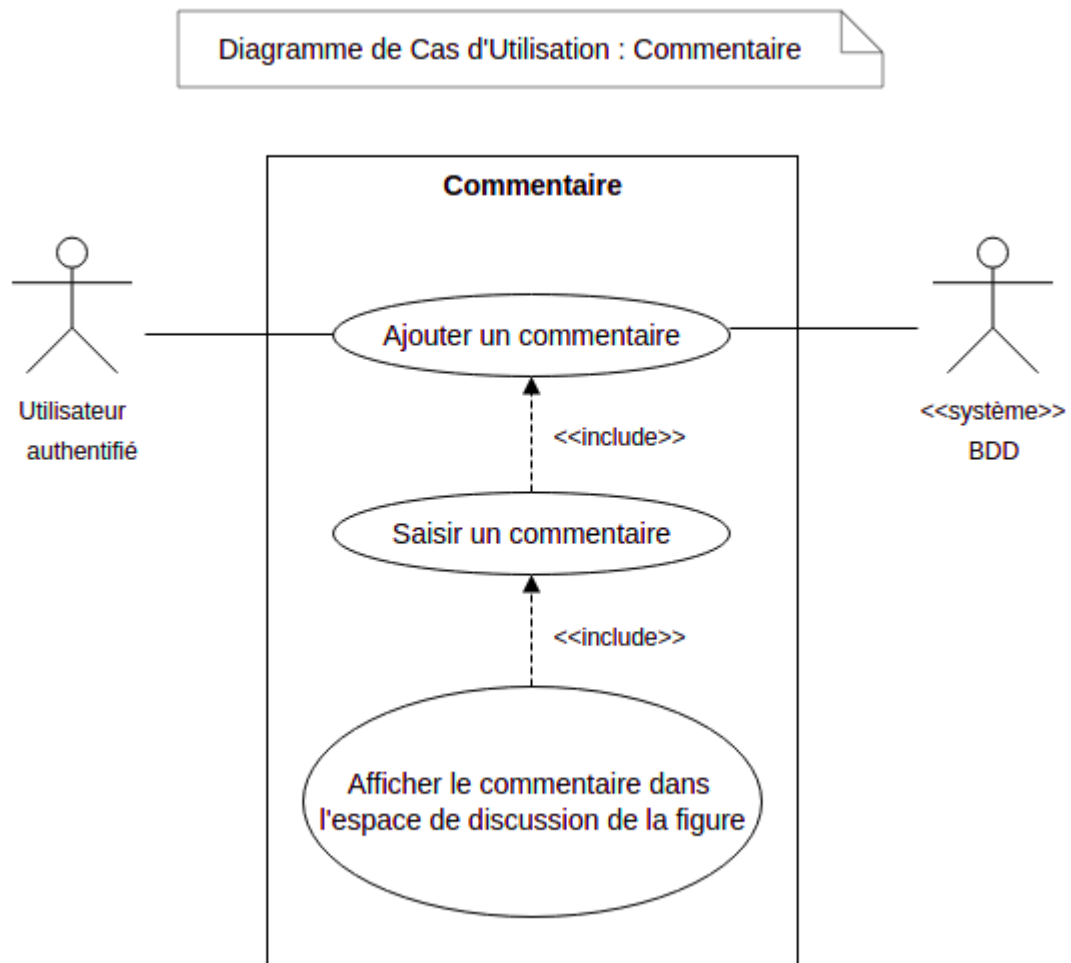 Diagramme de Cas d'Utilisation : Commentaire
Commentaire
Ajouter un commentaire
Utilisateur
authentifié
<<système>>
BDD
<<include>>
Saisir un commentaire
<<include>>
Afficher le commentaire dans
l'espace de discussion de la figure